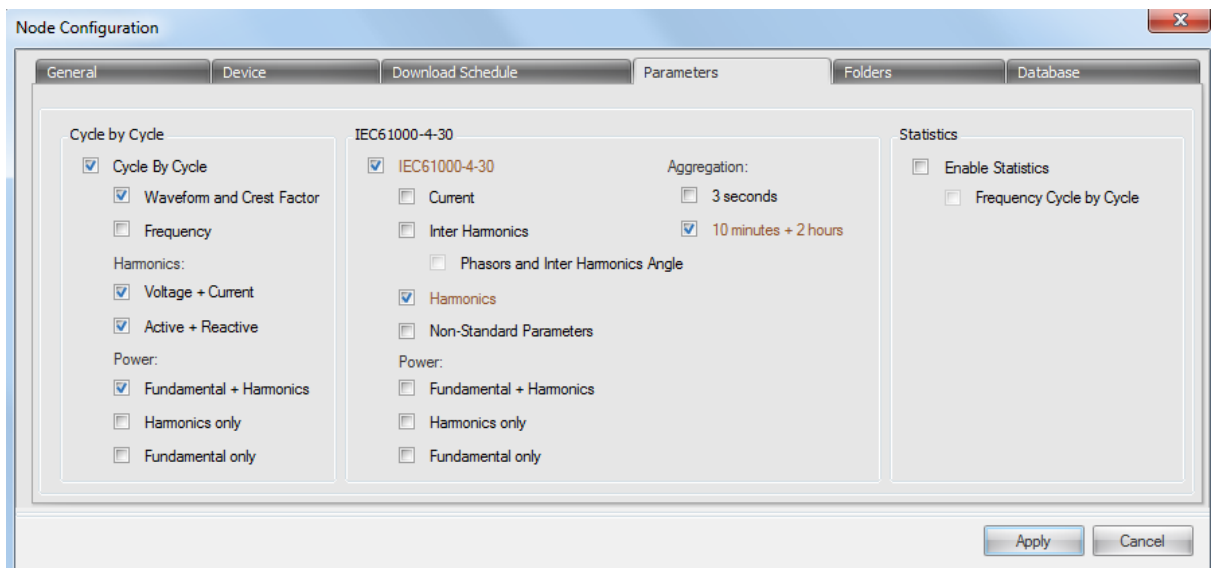 Node Configuration
General
Device
Download Schedule
Parameters
Folders
Database
Cycle by Cycle
Cycle By Cycle
Waveform and Crest Factor
Frequency
Harmonics:
Voltage + Current
Active + Reactive
Power:
Fundamental + Harmonics
Harmonics only
Fundamental only
IEC61000-4-30
IEC61000-4-30
Current
Inter Harmonics
Phasors and Inter Harmonics Angle
Harmonics
Non-Standard Parameters
Power:
Fundamental + Harmonics
Harmonics only
Fundamental only
Aggregation:
3 seconds
10 minutes + 2 hours
Statistics
Enable Statistics
Frequency Cycle by Cycle
Apply
Cancel